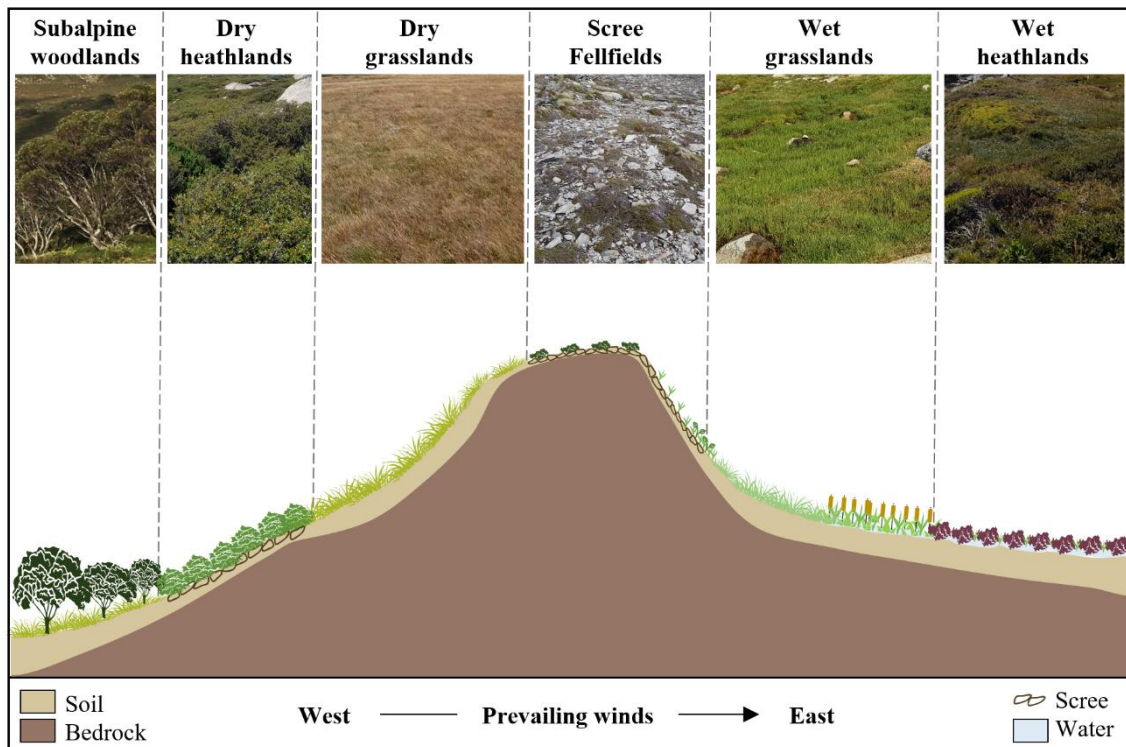 Subalpine
woodlands
Dry
heathlands
Dry
grasslands
Scree
Fellfields
Wet
grasslands
Wet
heathlands
Soil
Bedrock
West
Prevailing winds
East
Scree
Water